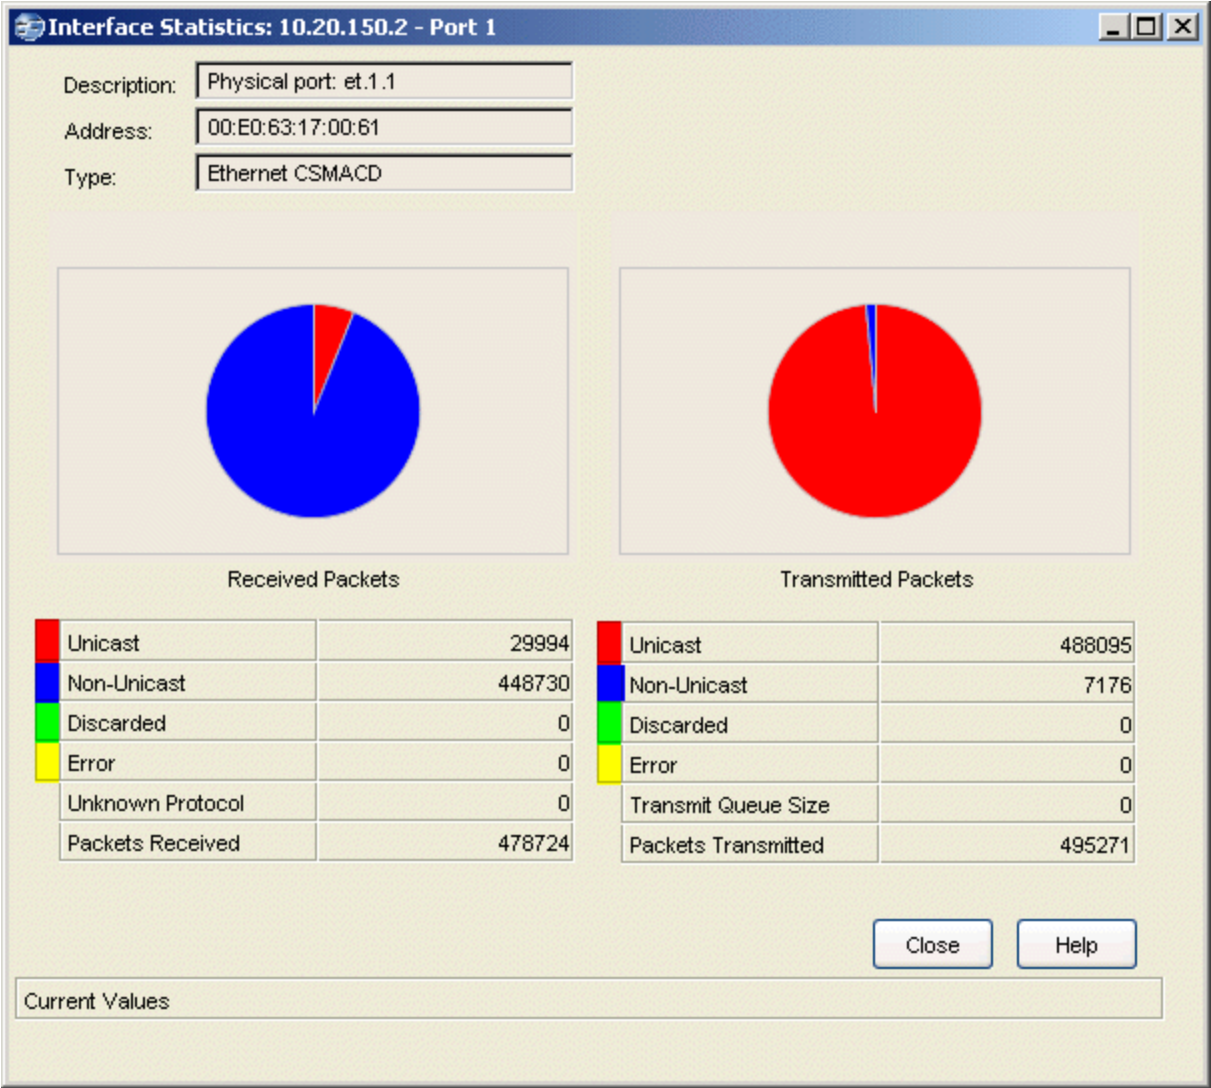 Interface Statistics: 10.20.150.2 - Port 1
Description: Physical port: et.1.1
Address: 00:E0:63:17:00:61
Type: Ethernet CSMACD
Received Packets
Unicast 29994
Non-Unicast 448730
Discarded 0
Error 0
Unknown Protocol 0
Packets Received 478724
Transmitted Packets
Unicast 488095
Non-Unicast 7176
Discarded 0
Error 0
Transmit Queue Size 0
Packets Transmitted 495271
Close Help
Current Values